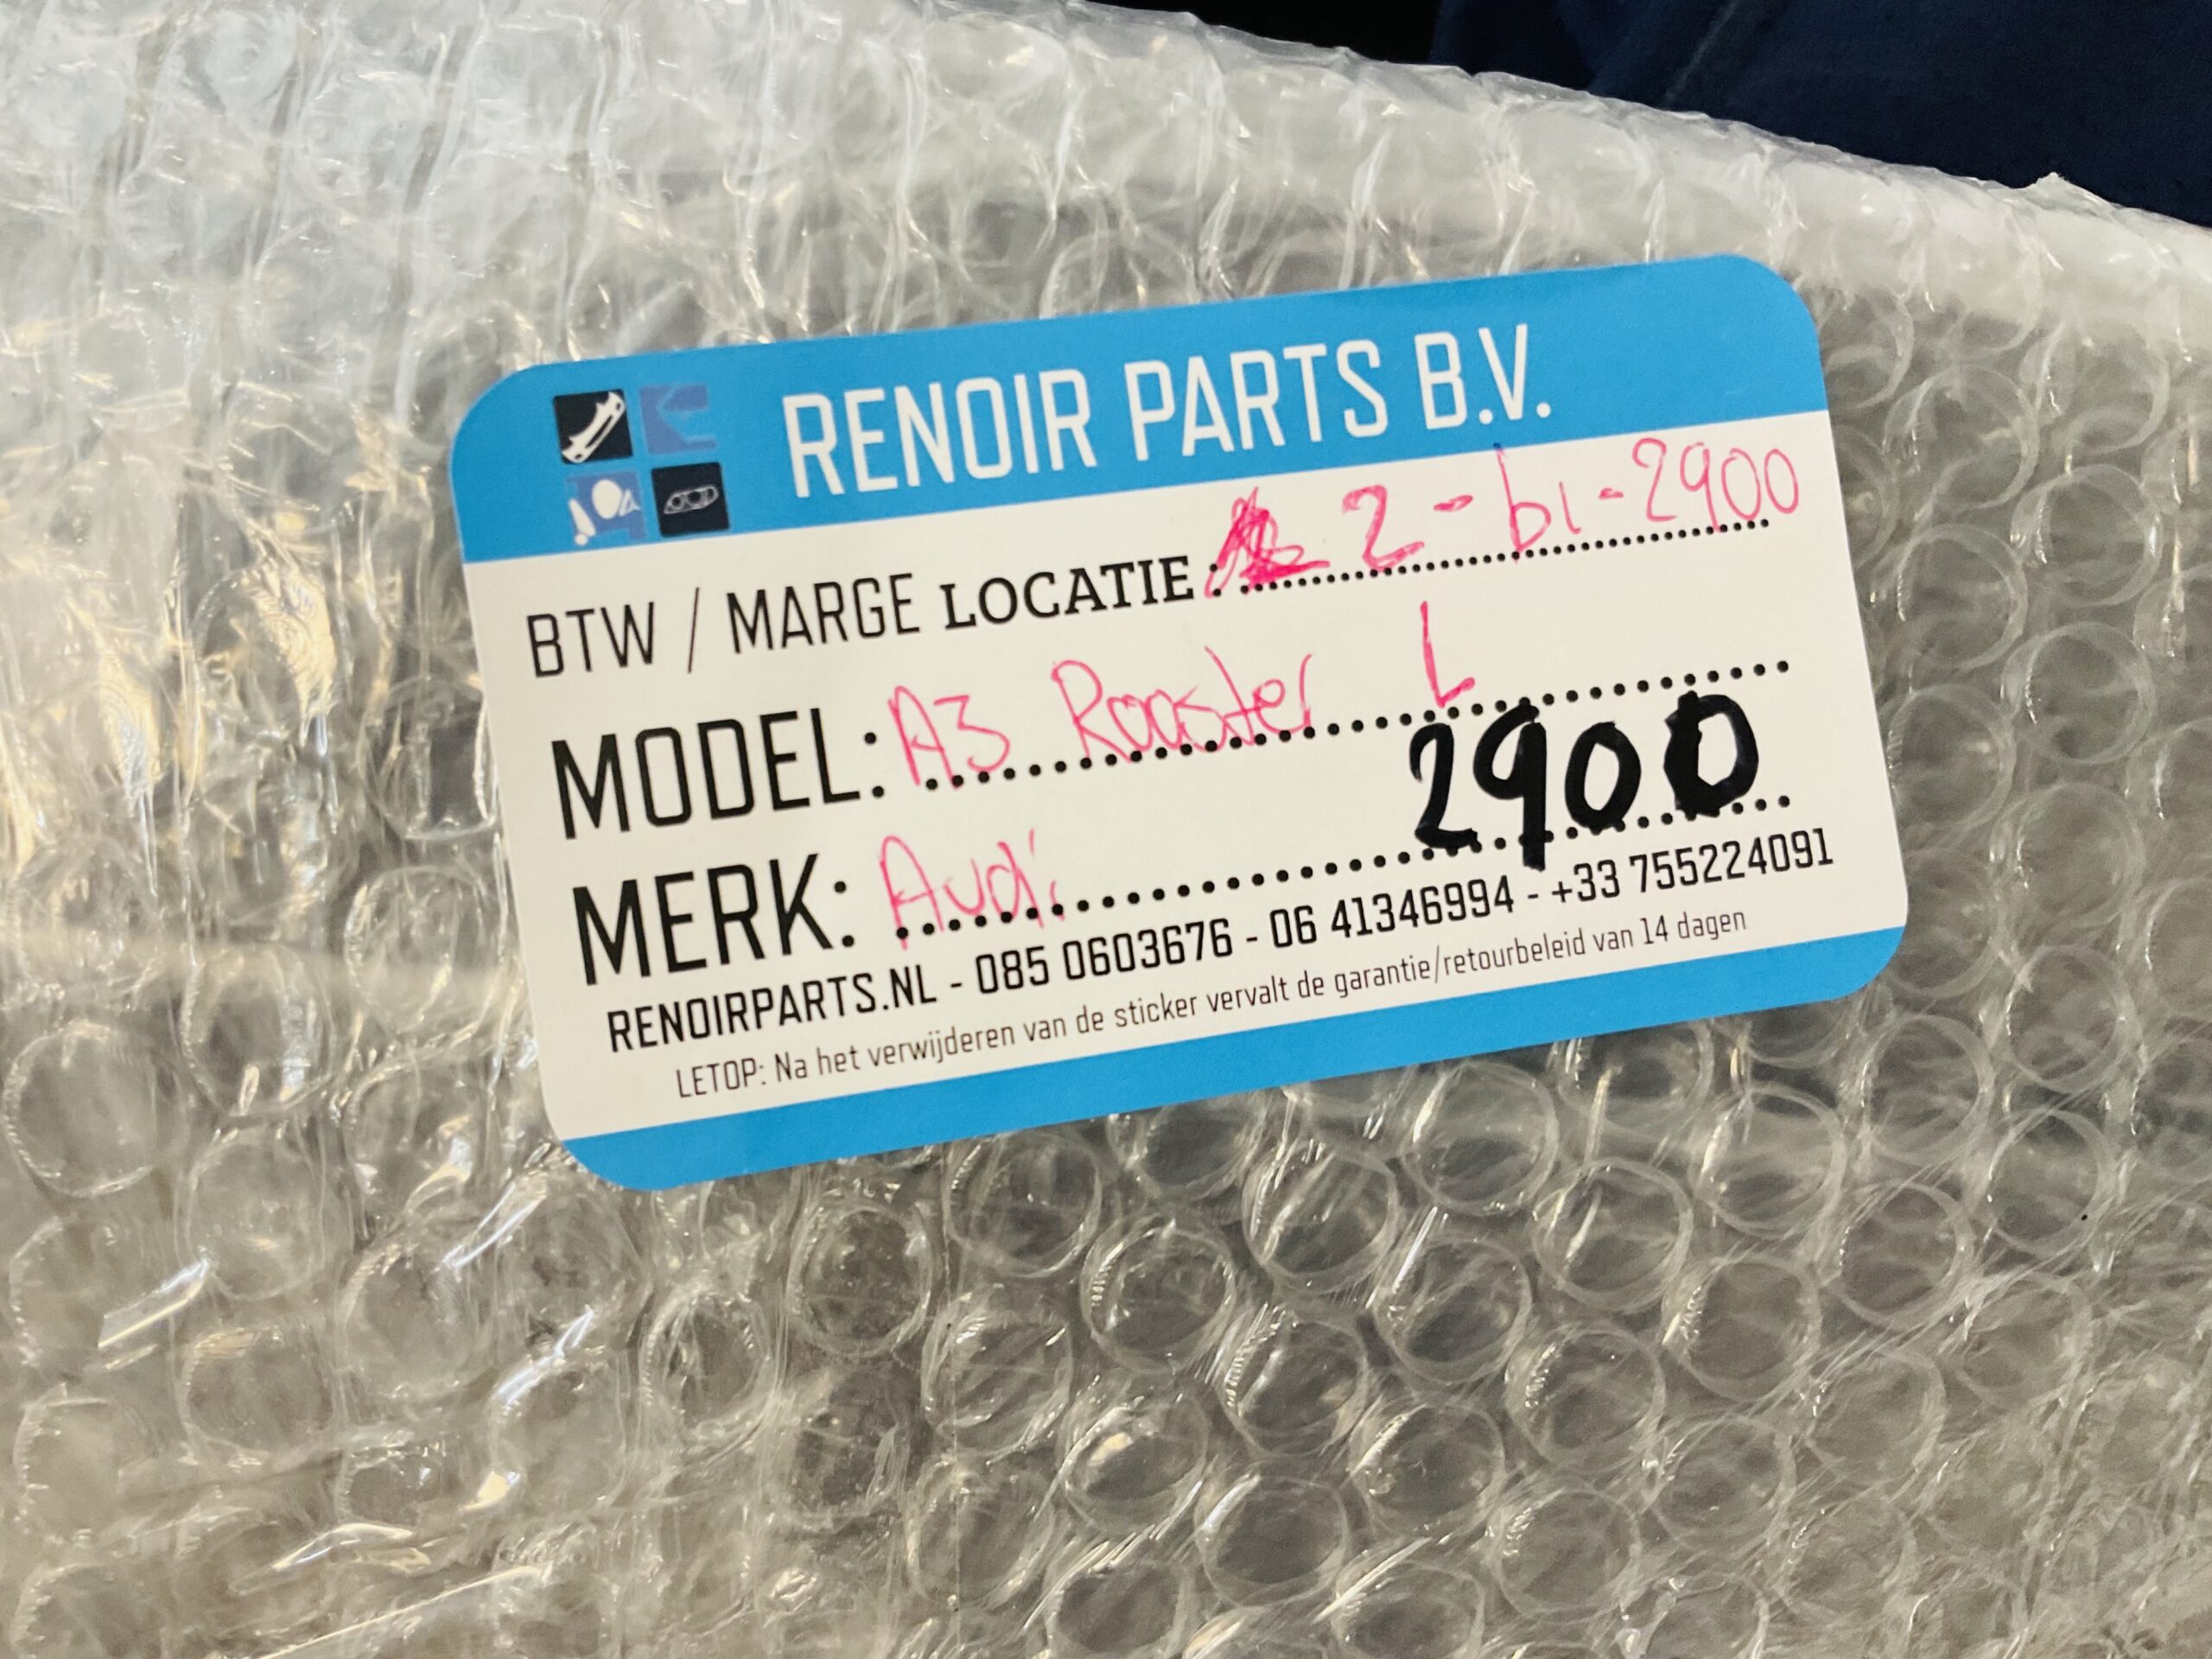 RENOIR PARTS B.V.
BTW / MARGE LOCATIE: 2-bi-2900
MODEL: A3 Rooster L
2900
MERK: Audi
RENOIRPARTS.NL - 085 0603676 - 06 41346994 - +33 755224091
LETOP: Na het verwijderen van de sticker vervalt de garantie/retourbeleid van 14 dagen